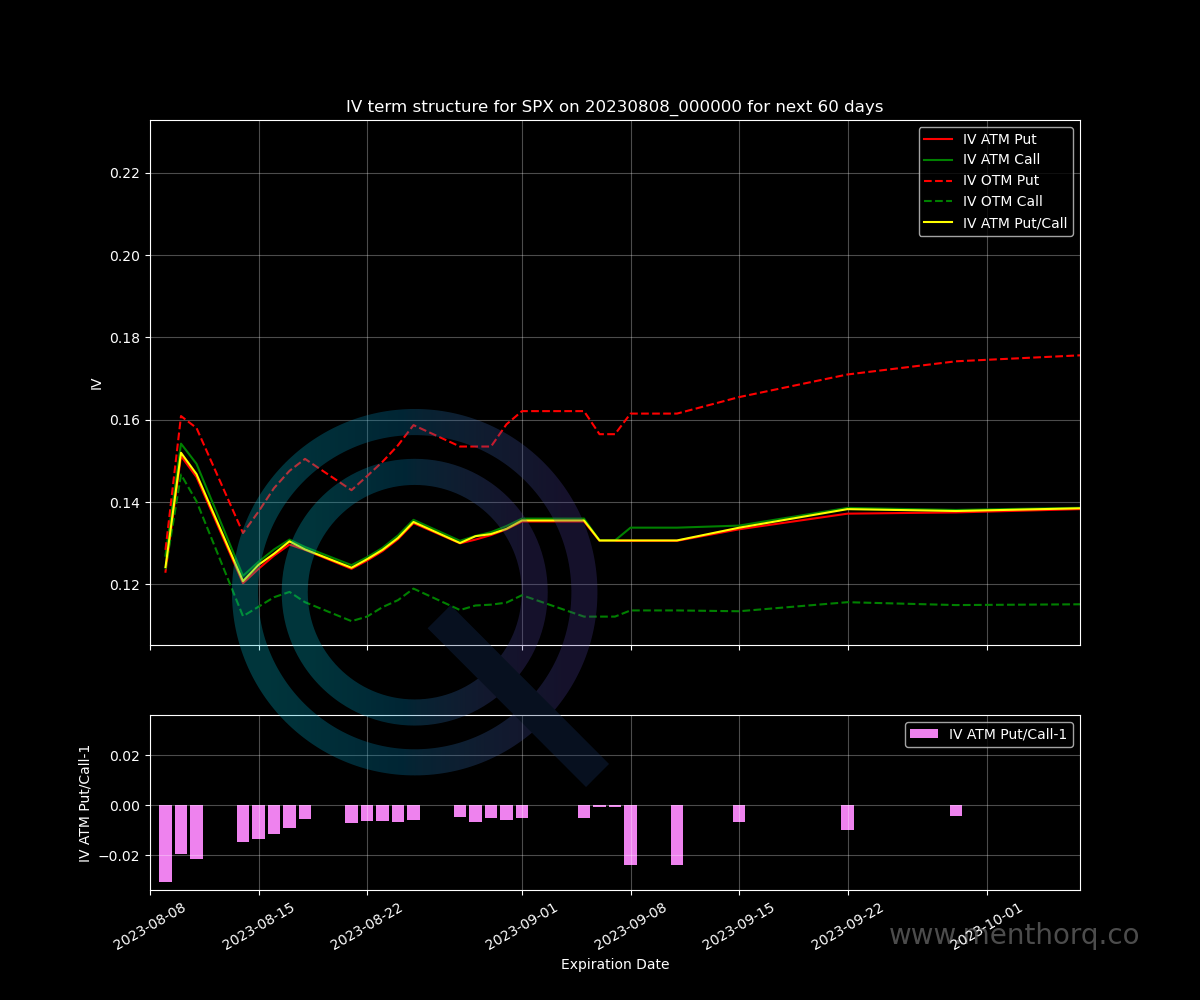 IV term structure for SPX on 20230808_000000 for next 60 days
IV ATM Put
IV ATM Call
IV OTM Put
IV OTM Call
IV ATM Put/Call
0.22
0.20
0.18
0.16
0.14
0.12
IV
IV ATM Put/Call-1
0.02
0.00
−0.02
IV ATM Put/Call-1
2023-08-08
2023-08-15
2023-08-22
2023-09-01
2023-09-08
2023-09-15
2023-09-22
2023-10-01
Expiration Date
www.menthorq.co